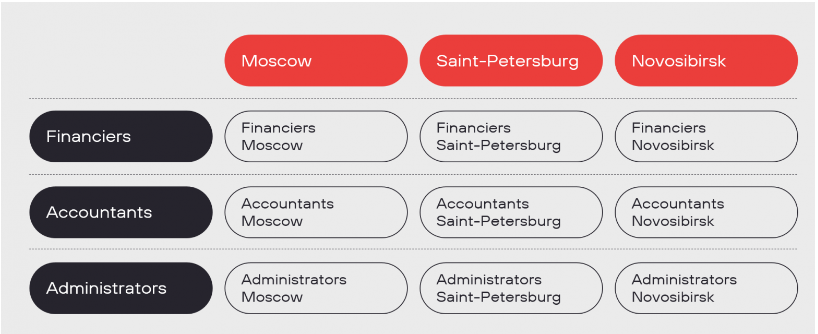 Moscow
Saint-Petersburg
Novosibirsk
Financiers
Financiers
Moscow
Financiers
Saint-Petersburg
Financiers
Novosibirsk
Accountants
Accountants
Moscow
Accountants
Saint-Petersburg
Accountants
Novosibirsk
Administrators
Administrators
Moscow
Administrators
Saint-Petersburg
Administrators
Novosibirsk